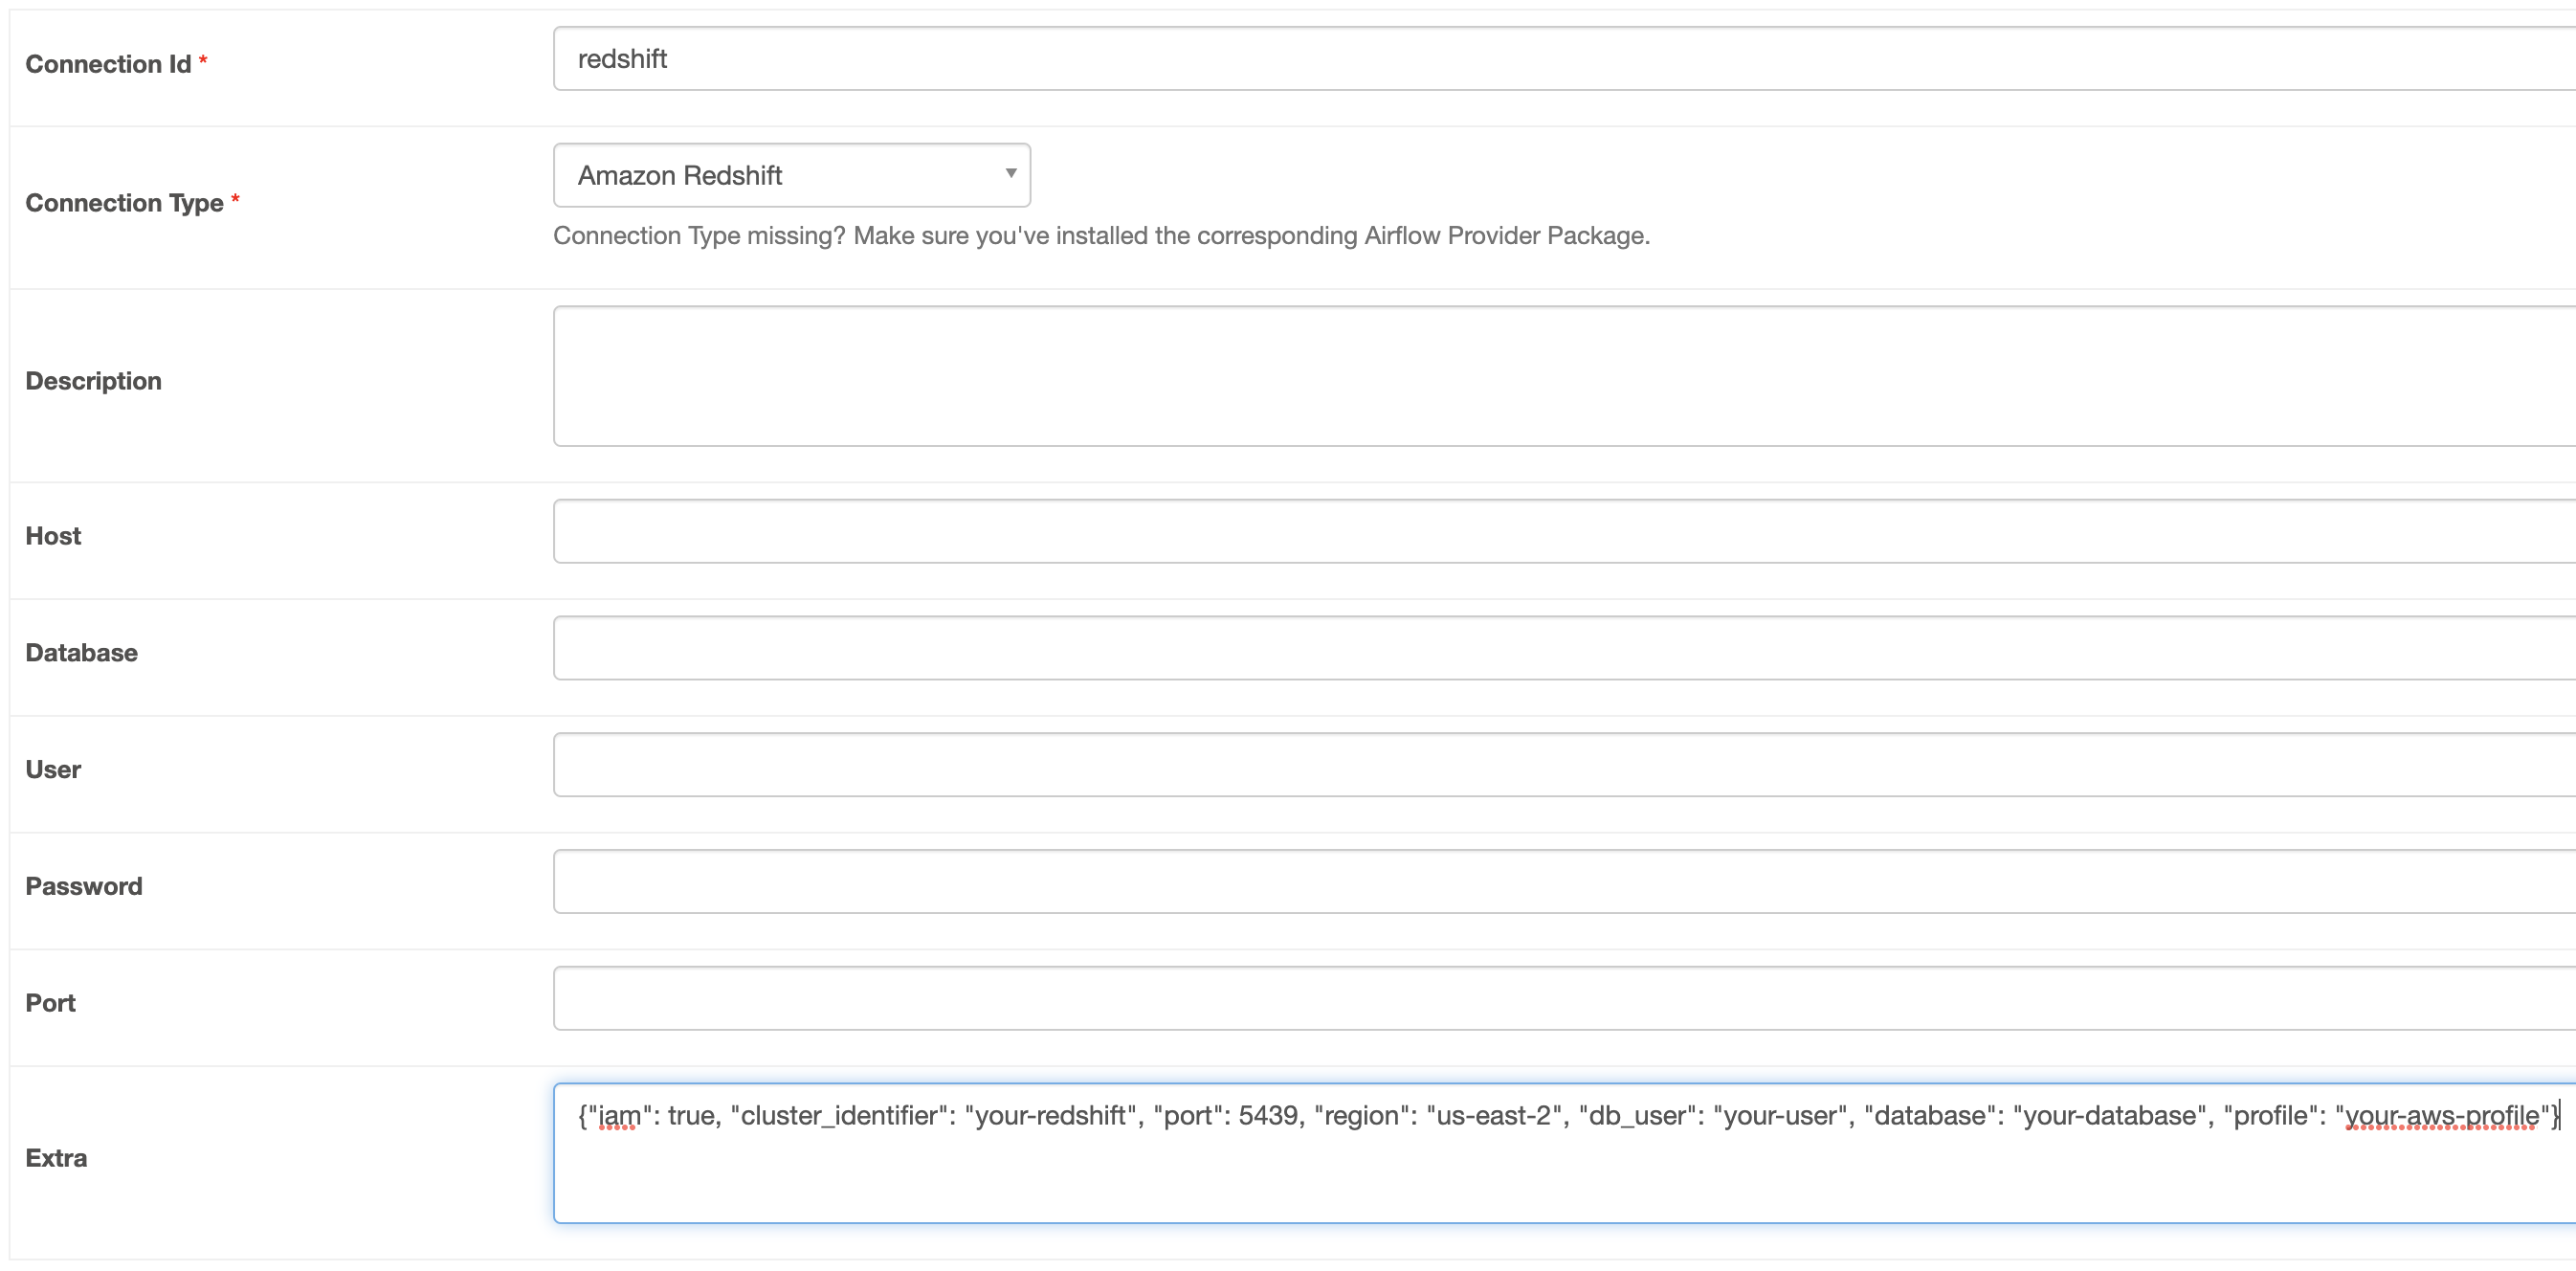 Connection Id *
redshift
Connection Type *
Amazon Redshift
Connection Type missing? Make sure you've installed the corresponding Airflow Provider Package.
Description
Host
Database
User
Password
Port
Extra
{"iam": true, "cluster_identifier": "your-redshift", "port": 5439, "region": "us-east-2", "db_user": "your-user", "database": "your-database", "profile": "your-aws-profile"}